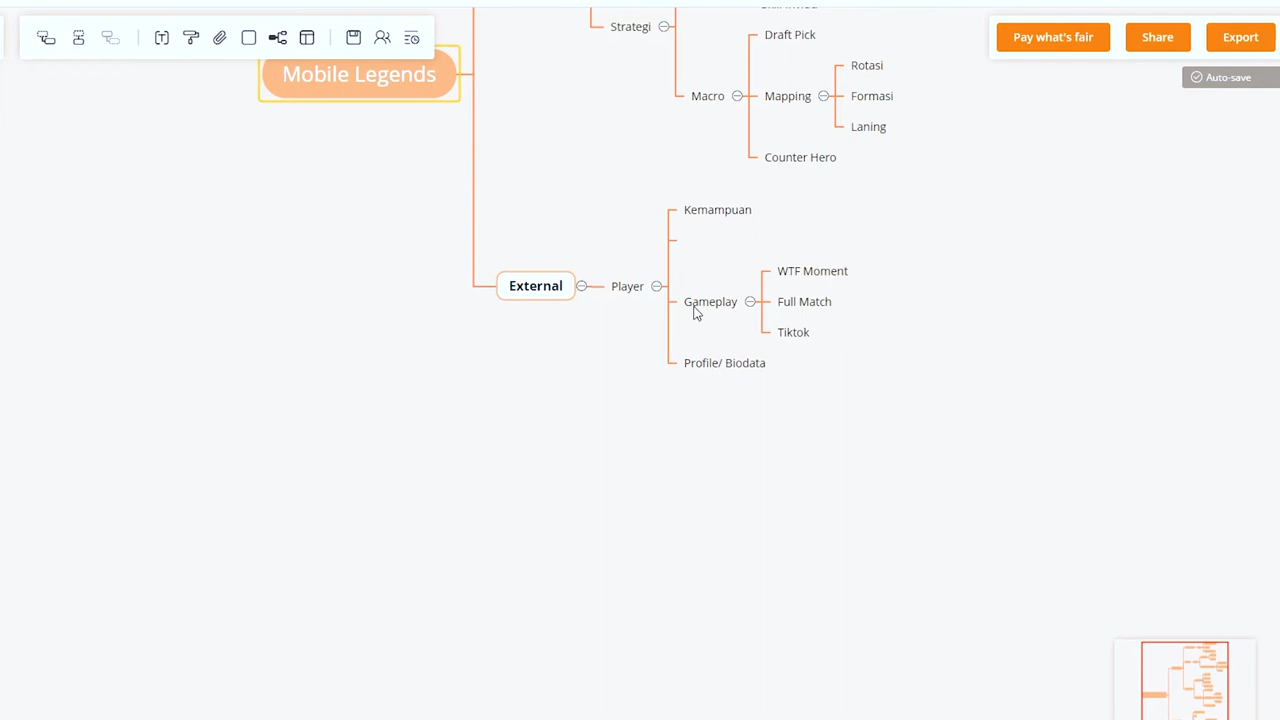 Strategi
Draft Pick
Pay what's fair
Share
Export
Mobile Legends
Rotasi
Auto-save
Macro
Mapping
Formasi
Laning
Counter Hero
Kemampuan
WTF Moment
External
Player
Gameplay
Full Match
Tiktok
Profile/ Biodata